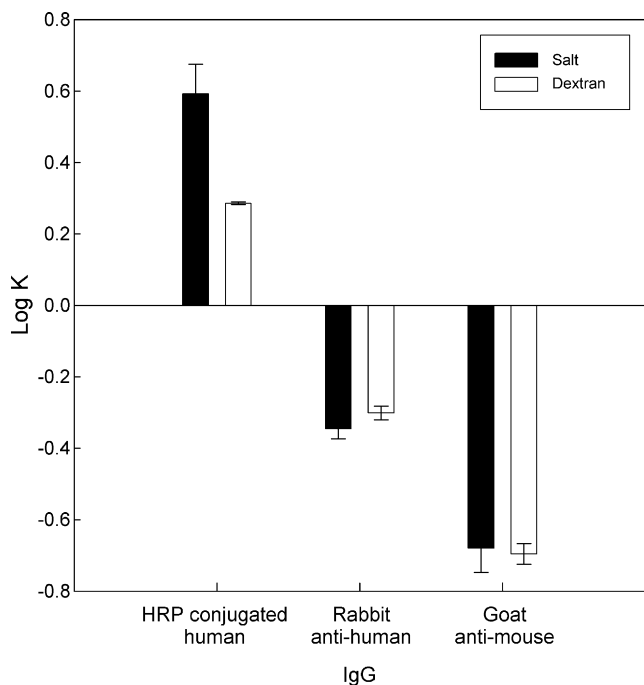 0.8
0.6
0.4
0.2
0.0
-0.2
-0.4
-0.6
-0.8
Log K
Salt
Dextran
HRP conjugated
human
Rabbit
anti-human
Goat
anti-mouse
IgG